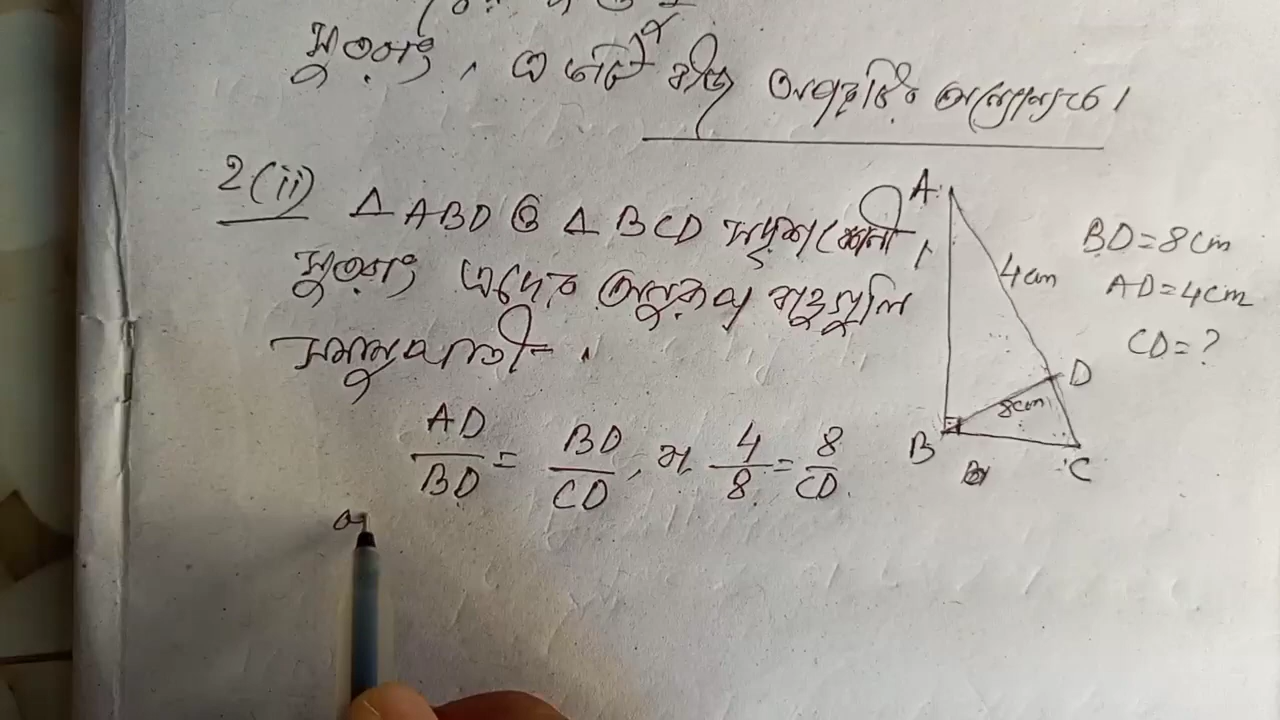 সুতরাং, এ
2(ii) △ ABD ও △ BCD সদৃশকোণী,
সুতরাং এদের অনুরূপ বাহুগুলি
সমানুপাতী।
AD/BD = BD/CD, বা 4/8 = 8/CD.
A
4cm
D
8cm
B
C
BD=8cm
AD=4cm
CD=?